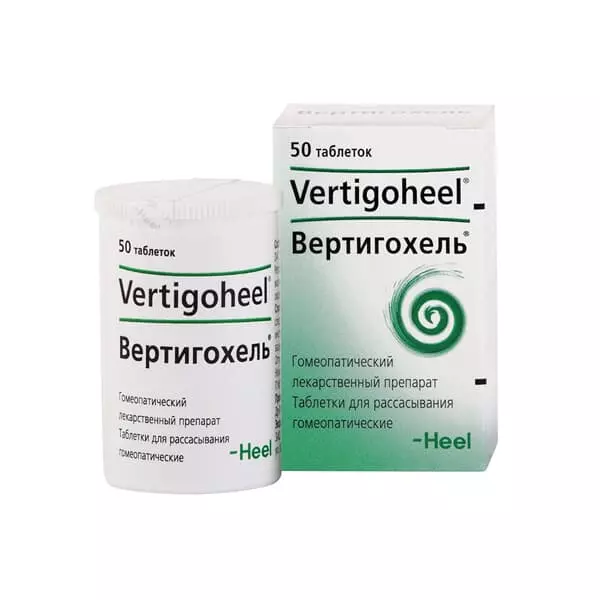 50 таблеток
Vertigoheel®
Вертигохель®
Гомеопатический
лекарственный препарат
Таблетки для рассасывания
гомеопатические
-Heel
50 таблеток
Vertigoheel®
Вертигохель®
Гомеопатический
лекарственный препарат
Таблетки для рассасывания
гомеопатические
-Heel